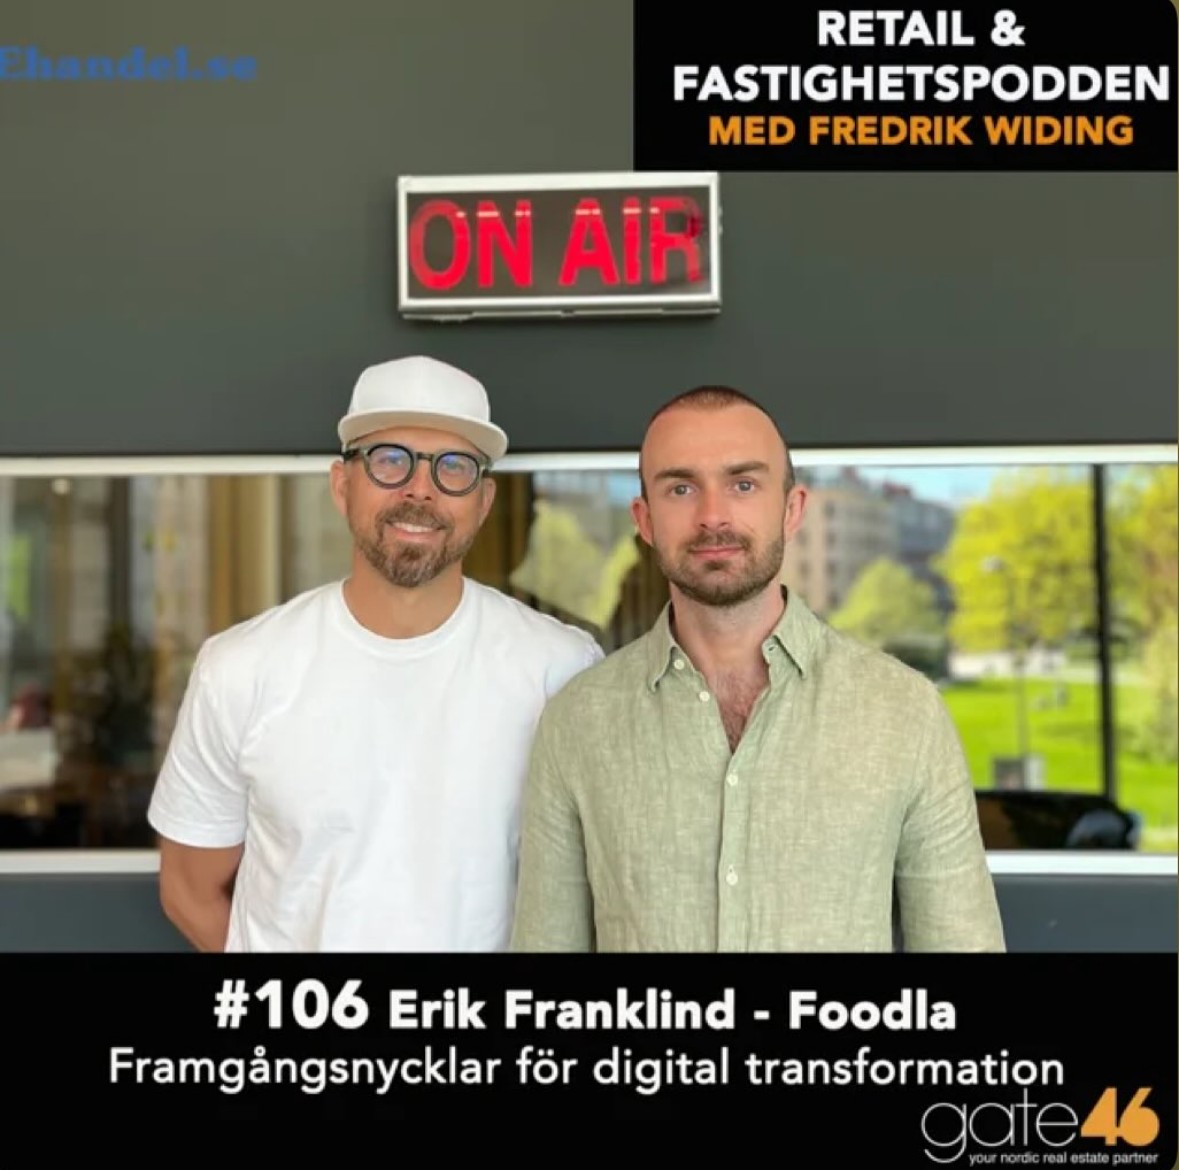 Ehandel.se
RETAIL &
FASTIGHETSPODDEN
MED FREDRIK WIDING
ON AIR
#106 Erik Franklind - Foodla
Framgångsnycklar för digital transformation
gate46
your nordic real estate partner